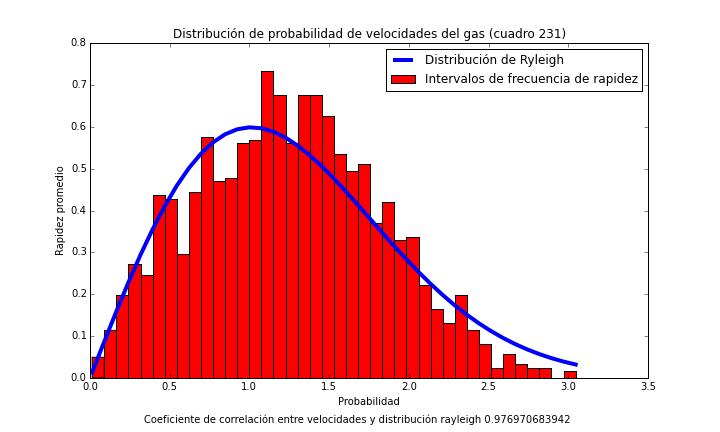 Distribución de probabilidad de velocidades del gas (cuadro 231)
0.8
0.7
0.6
0.5
0.4
0.3
0.2
0.1
0.0
Rapidez promedio
Distribución de Ryleigh
Intervalos de frecuencia de rapidez
0.0 0.5 1.0 1.5 2.0 2.5 3.0 3.5
Probabilidad
Coeficiente de correlación entre velocidades y distribución rayleigh 0.976970683942